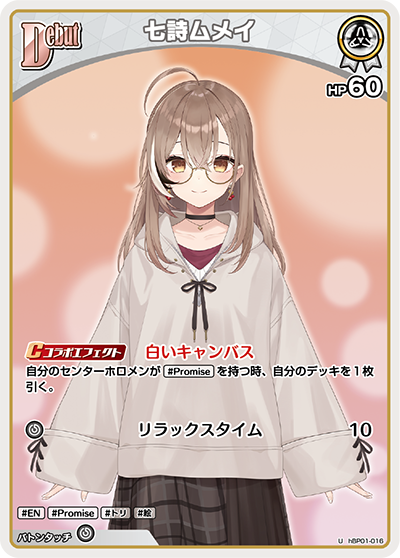 Debut
七詩ムメイ
HP60
Cコラボエフェクト 白いキャンバス
自分のセンターホロメンが #Promise を持つ時、自分のデッキを1枚
引く。
リラックスタイム 10
#EN #Promise #トリ #絵
バトンタッチ
U hBP01-016